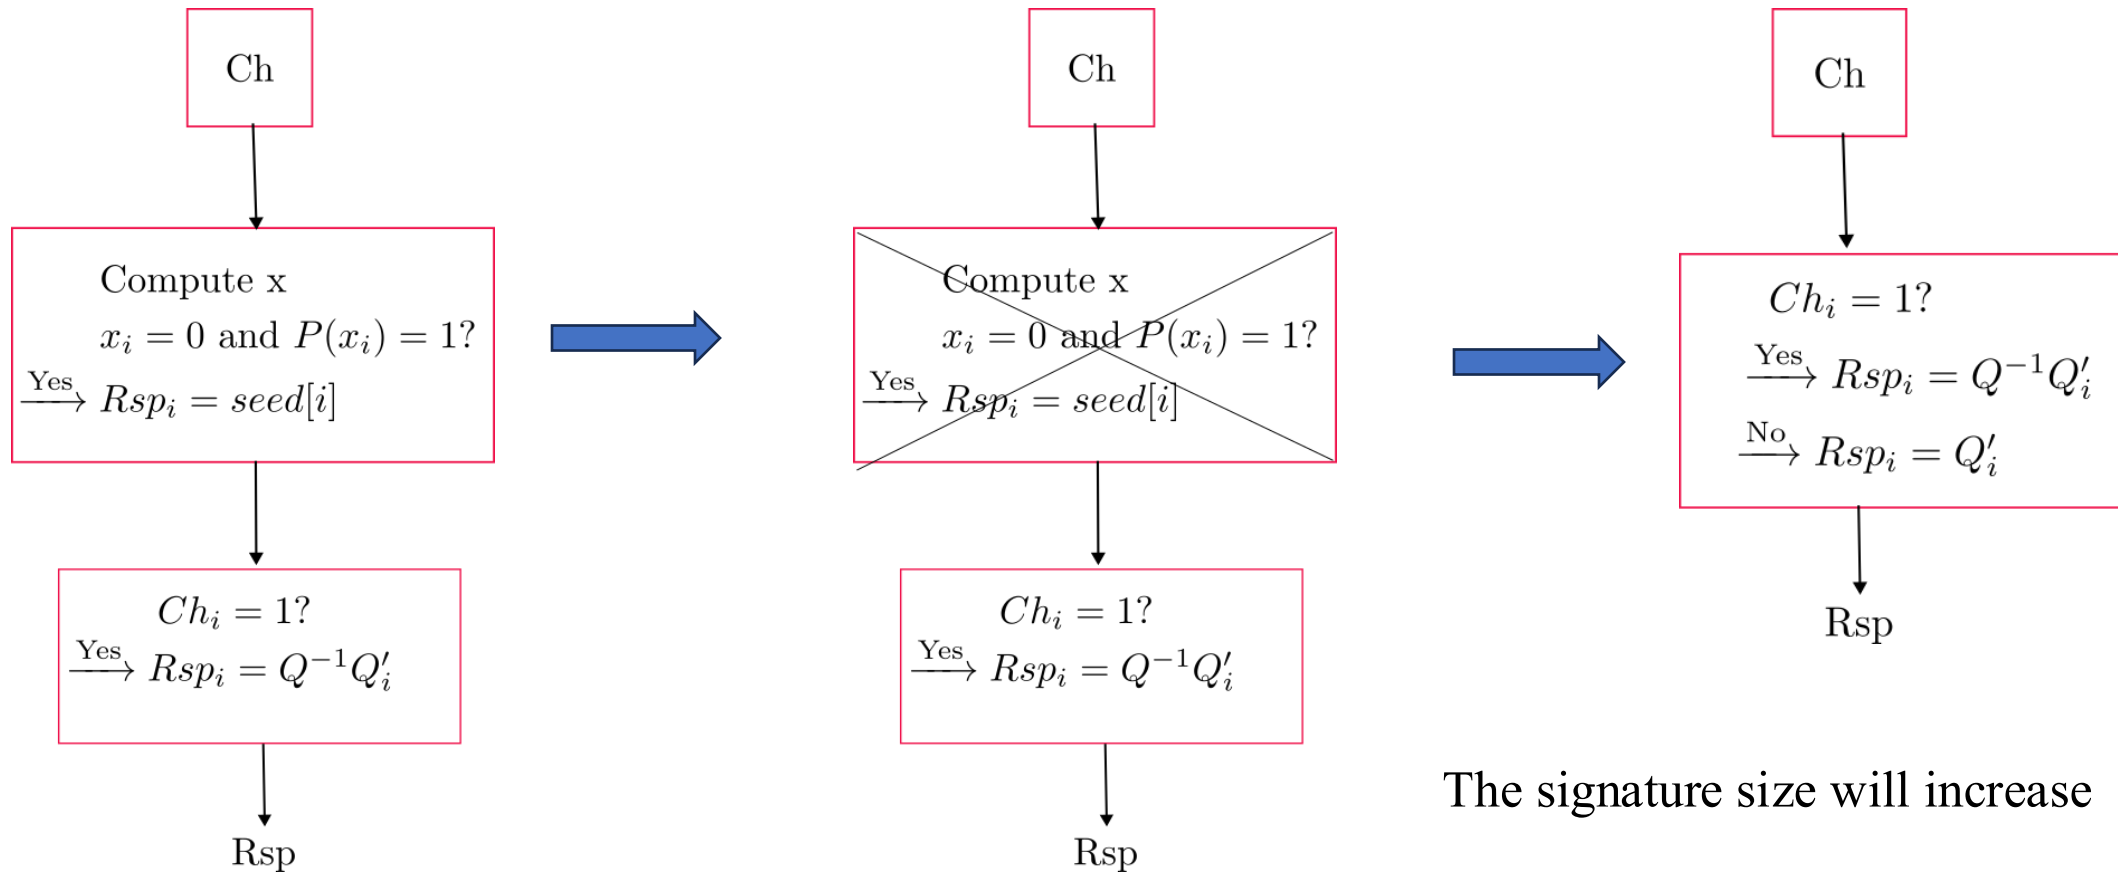 Ch
Compute x
x_i = 0 and P(x_i) = 1?
Yes → Rsp_i = seed[i]
Ch_i = 1?
Yes → Rsp_i = Q^{-1}Q'_i
Rsp
Ch
Compute x
x_i = 0 and P(x_i) = 1?
Yes → Rsp_i = seed[i]
Ch_i = 1?
Yes → Rsp_i = Q^{-1}Q'_i
Rsp
Ch
Ch_i = 1?
Yes → Rsp_i = Q^{-1}Q'_i
No → Rsp_i = Q'_i
Rsp
The signature size will increase